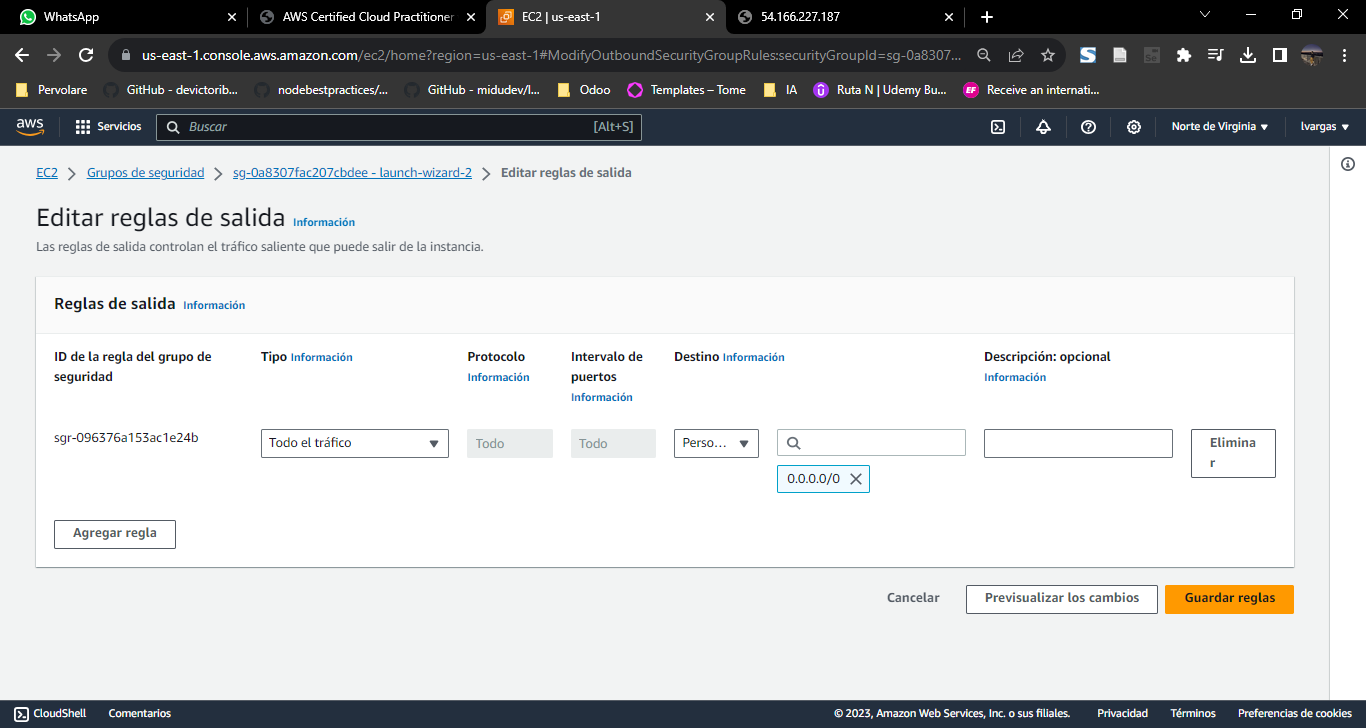 WhatsApp
AWS Certified Cloud Practitioner
EC2 | us-east-1
54.166.227.187
us-east-1.console.aws.amazon.com/ec2/home?region=us-east-1#ModifyOutboundSecurityGroupRules:securityGroupId=sg-0a8307...
Pervolare
GitHub - devictorib...
nodebestpractices/...
GitHub - midudev/l...
Odoo
Templates – Tome
IA
Ruta N | Udemy Bu...
EF
Receive an internati...
aws
Servicios
Buscar
[Alt+S]
Norte de Virginia
lvargas
EC2
Grupos de seguridad
sg-0a8307fac207cbdee - launch-wizard-2
Editar reglas de salida
Editar reglas de salida Información
Las reglas de salida controlan el tráfico saliente que puede salir de la instancia.
Reglas de salida Información
ID de la regla del grupo de
seguridad
Tipo Información
Protocolo
Información
Intervalo de
puertos
Información
Destino Información
Descripción: opcional
Información
sgr-096376a153ac1e24b
Todo el tráfico
Todo
Todo
Perso...
0.0.0.0/0
Elimina
r
Agregar regla
Cancelar
Previsualizar los cambios
Guardar reglas
CloudShell
Comentarios
© 2023, Amazon Web Services, Inc. o sus filiales.
Privacidad
Términos
Preferencias de cookies